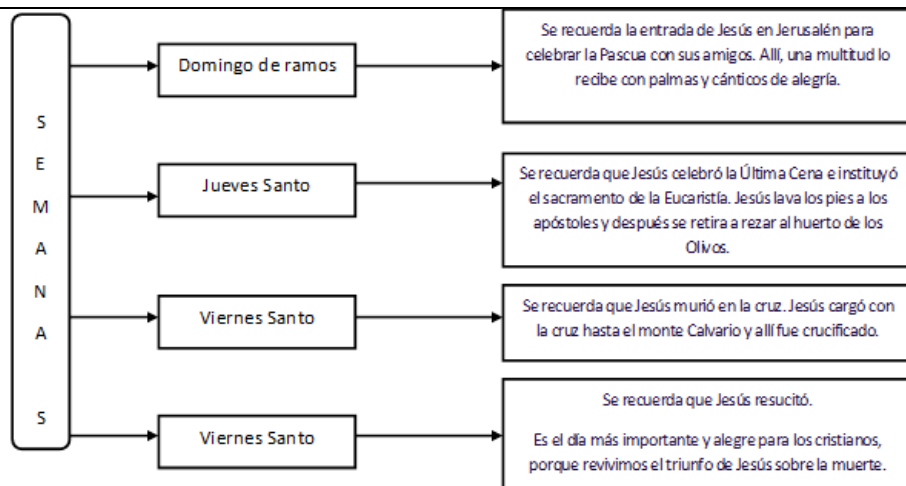 S
E
M
A
N
A
S
Domingo de ramos
Se recuerda la entrada de Jesús en Jerusalén para
celebrar la Pascua con sus amigos. Allí, una multitud lo
recibe con palmas y cánticos de alegría.
Jueves Santo
Se recuerda que Jesús celebró la Última Cena e instituyó
el sacramento de la Eucaristía. Jesús lava los pies a los
apóstoles y después se retira a rezar al huerto de los
Olivos.
Viernes Santo
Se recuerda que Jesús murió en la cruz. Jesús cargó con
la cruz hasta el monte Calvario y allí fue crucificado.
Viernes Santo
Se recuerda que Jesús resucitó.
Es el día más importante y alegre para los cristianos,
porque revivimos el triunfo de Jesús sobre la muerte.